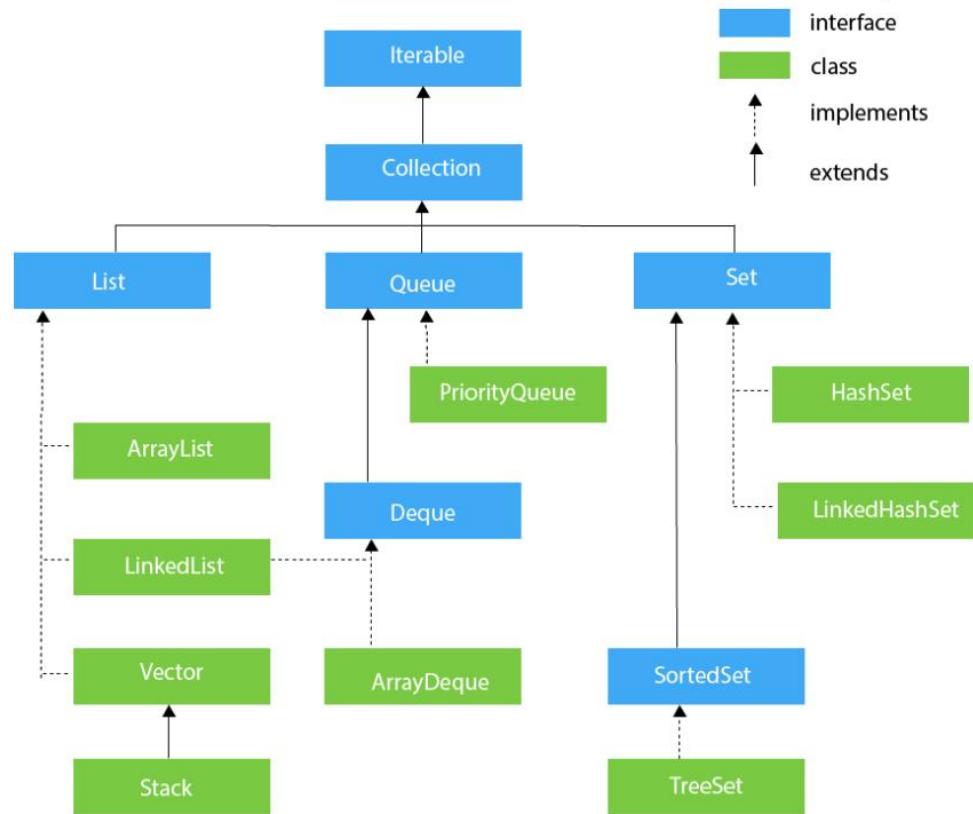 interface
Iterable
class
implements
Collection
extends
List
Queue
Set
PriorityQueue
HashSet
ArrayList
Deque
LinkedHashSet
LinkedList
Vector
ArrayDeque
SortedSet
Stack
TreeSet